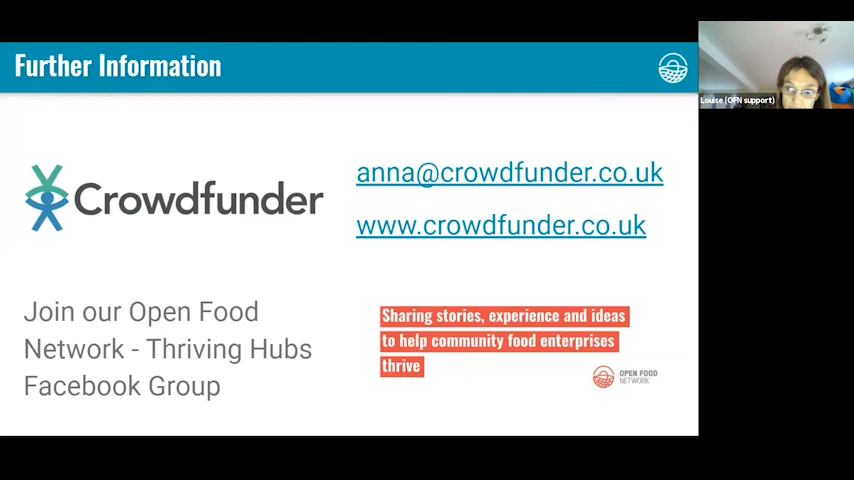 Further Information
Louise (OFN support)
Crowdfunder
anna@crowdfunder.co.uk
www.crowdfunder.co.uk
Join our Open Food
Network - Thriving Hubs
Facebook Group
Sharing stories, experience and ideas
to help community food enterprises
thrive
OPEN FOOD
NETWORK